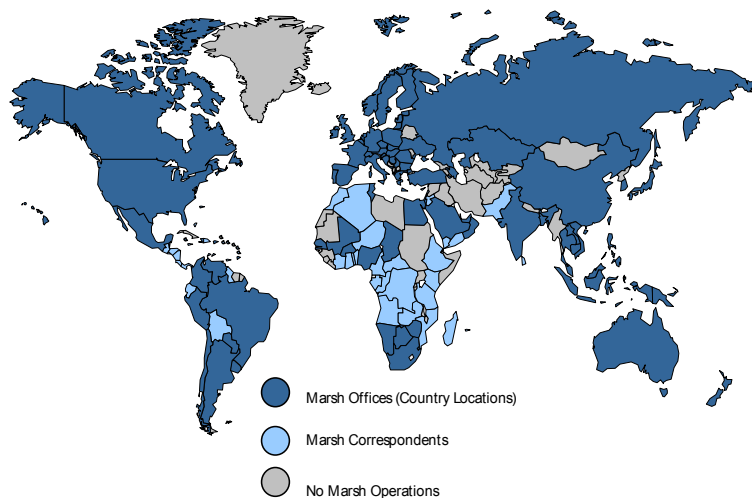 Marsh Offices (Country Locations)
Marsh Correspondents
No Marsh Operations